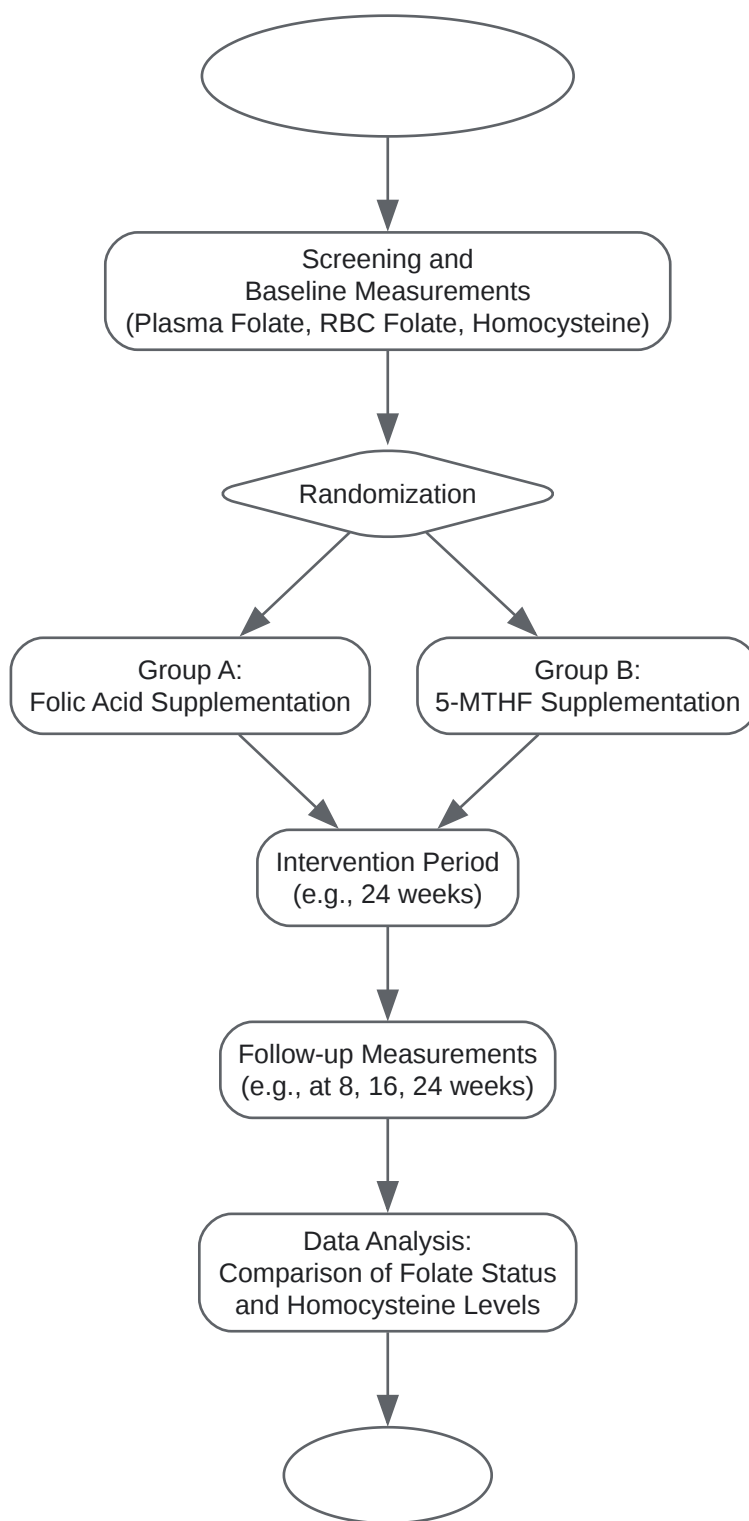 Screening and
Baseline Measurements
(Plasma Folate, RBC Folate, Homocysteine)
Randomization
Group A:
Folic Acid Supplementation
Group B:
5-MTHF Supplementation
Intervention Period
(e.g., 24 weeks)
Follow-up Measurements
(e.g., at 8, 16, 24 weeks)
Data Analysis:
Comparison of Folate Status
and Homocysteine Levels